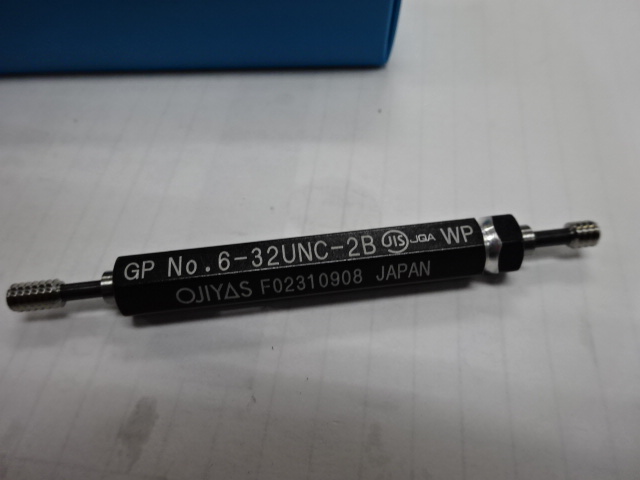 GP No.6-32UNC-2B JIS JQA WP
OJIYAS F02310908 JAPAN